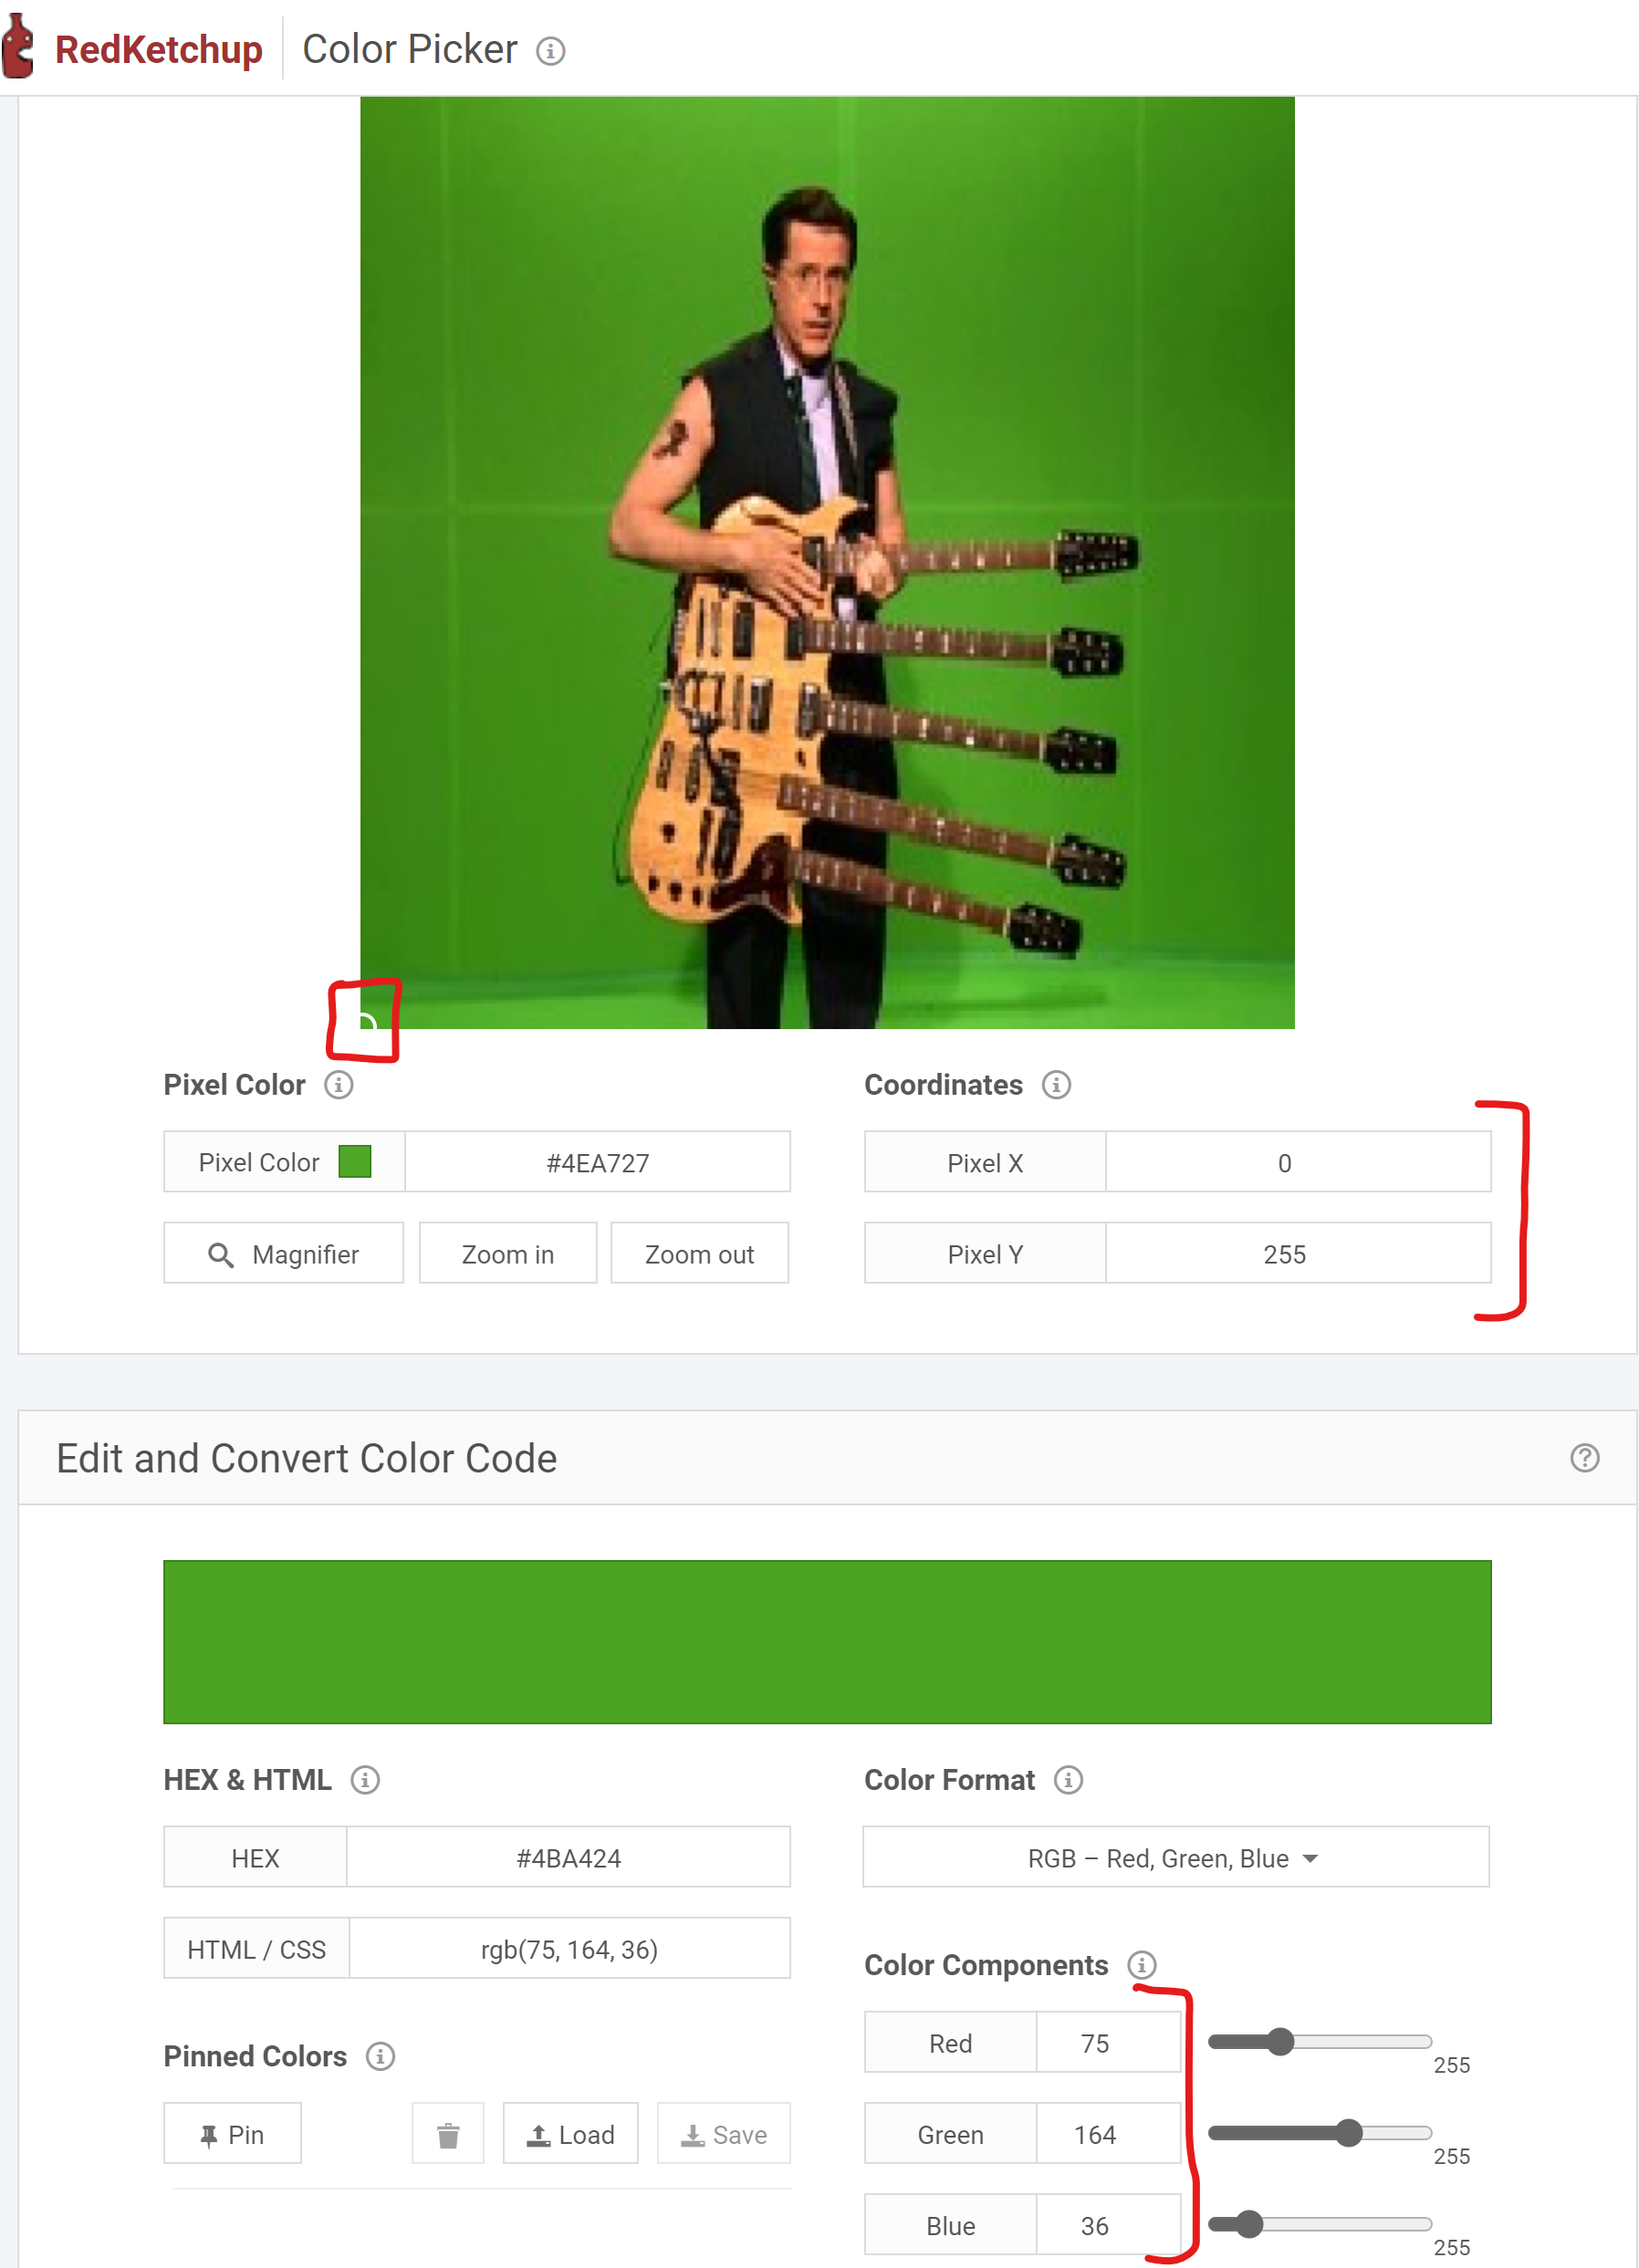 RedKetchup Color Picker
Pixel Color
Coordinates
Pixel Color #4EA727
Pixel X 0
Magnifier Zoom in Zoom out
Pixel Y 255
Edit and Convert Color Code
HEX & HTML
Color Format
HEX #4BA424
RGB – Red, Green, Blue
HTML / CSS rgb(75, 164, 36)
Color Components
Red 75 255
Pinned Colors
Pin Load Save
Green 164 255
Blue 36 255